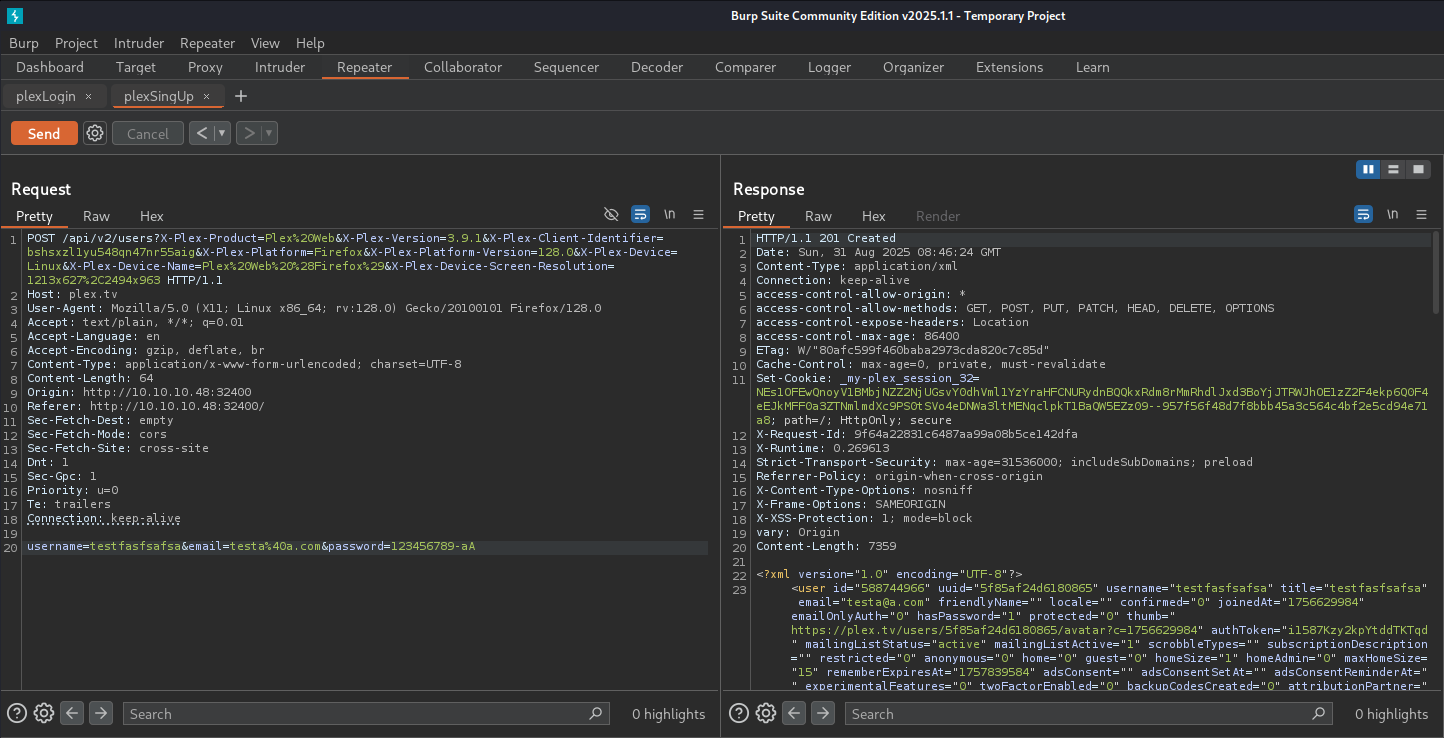 Burp Suite Community Edition v2025.1.1 - Temporary Project
Burp Project Intruder Repeater View Help
Dashboard Target Proxy Intruder Repeater Collaborator Sequencer Decoder Comparer Logger Organizer Extensions Learn
plexLogin × plexSingUp × +
Send Cancel < ▾ > ▾
Request
Pretty Raw Hex \n
1 POST /api/v2/users?X-Plex-Product=Plex%20Web&X-Plex-Version=3.9.1&X-Plex-Client-Identifier=
bshsxzl1yu548qn47nr55aig&X-Plex-Platform=Firefox&X-Plex-Platform-Version=128.0&X-Plex-Device=
Linux&X-Plex-Device-Name=Plex%20Web%20%28Firefox%29&X-Plex-Device-Screen-Resolution=
1213x627%2C2494x963 HTTP/1.1
2 Host: plex.tv
3 User-Agent: Mozilla/5.0 (X11; Linux x86_64; rv:128.0) Gecko/20100101 Firefox/128.0
4 Accept: text/plain, */*; q=0.01
5 Accept-Language: en
6 Accept-Encoding: gzip, deflate, br
7 Content-Type: application/x-www-form-urlencoded; charset=UTF-8
8 Content-Length: 64
9 Origin: http://10.10.10.48:32400
10 Referer: http://10.10.10.48:32400/
11 Sec-Fetch-Dest: empty
12 Sec-Fetch-Mode: cors
13 Sec-Fetch-Site: cross-site
14 Dnt: 1
15 Sec-Gpc: 1
16 Priority: u=0
17 Te: trailers
18 Connection: keep-alive
19
20 username=testfasfsafsa&email=testa%40a.com&password=123456789-aA
Search 0 highlights
Response
Pretty Raw Hex Render \n
1 HTTP/1.1 201 Created
2 Date: Sun, 31 Aug 2025 08:46:24 GMT
3 Content-Type: application/xml
4 Connection: keep-alive
5 access-control-allow-origin: *
6 access-control-allow-methods: GET, POST, PUT, PATCH, HEAD, DELETE, OPTIONS
7 access-control-expose-headers: Location
8 access-control-max-age: 86400
9 ETag: W/"80afc599f460baba2973cda820c7c85d"
10 Cache-Control: max-age=0, private, must-revalidate
11 Set-Cookie: _my-plex_session_32=
NEs1OFEwQnoyV1BMbjNZZ2NjUGsvY0dhVml1YzYraHFCNURydnBQQkxRdm8rMmRhdlJxd3BoYjJTRWJhOE1zZ2F4ekp6Q0F4
eEJkMFF0a3ZTNmlmdXc9PS0tSVo4eDNWa3ltMENqclpkT1BaQW5EZz09--957f56f48d7f8bbb45a3c564c4bf2e5cd94e71
a8; path=/; HttpOnly; secure
12 X-Request-Id: 9f64a22831c6487aa99a08b5ce142dfa
13 X-Runtime: 0.269613
14 Strict-Transport-Security: max-age=31536000; includeSubDomains; preload
15 Referrer-Policy: origin-when-cross-origin
16 X-Content-Type-Options: nosniff
17 X-Frame-Options: SAMEORIGIN
18 X-XSS-Protection: 1; mode=block
19 vary: Origin
20 Content-Length: 7359
21
22 <?xml version="1.0" encoding="UTF-8"?>
23 <user id="588744966" uuid="5f85af24d6180865" username="testfasfsafsa" title="testfasfsafsa"
email="testa@a.com" friendlyName="" locale="" confirmed="0" joinedAt="1756629984"
emailOnlyAuth="0" hasPassword="1" protected="0" thumb="
https://plex.tv/users/5f85af24d6180865/avatar?c=1756629984" authToken="i1587Kzy2kpYtddTKTqd
" mailingListStatus="active" mailingListActive="1" scrobbleTypes="" subscriptionDescription
="" restricted="0" anonymous="0" home="0" guest="0" homeSize="1" homeAdmin="0" maxHomeSize=
"15" rememberExpiresAt="1757839584" adsConsent="" adsConsentSetAt="" adsConsentReminderAt="
" experimentalFeatures="0" twoFactorEnabled="0" backupCodesCreated="0" attributionPartner="
Search 0 highlights